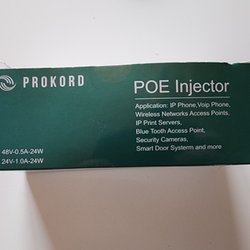 PROKORD
POE Injector
Application: IP Phone,Voip Phone,
Wireless Networks Access Points,
IP Print Servers,
Blue Tooth Access Point,
Security Cameras,
Smart Door Systerm and more
48V-0.5A-24W
24V-1.0A-24W